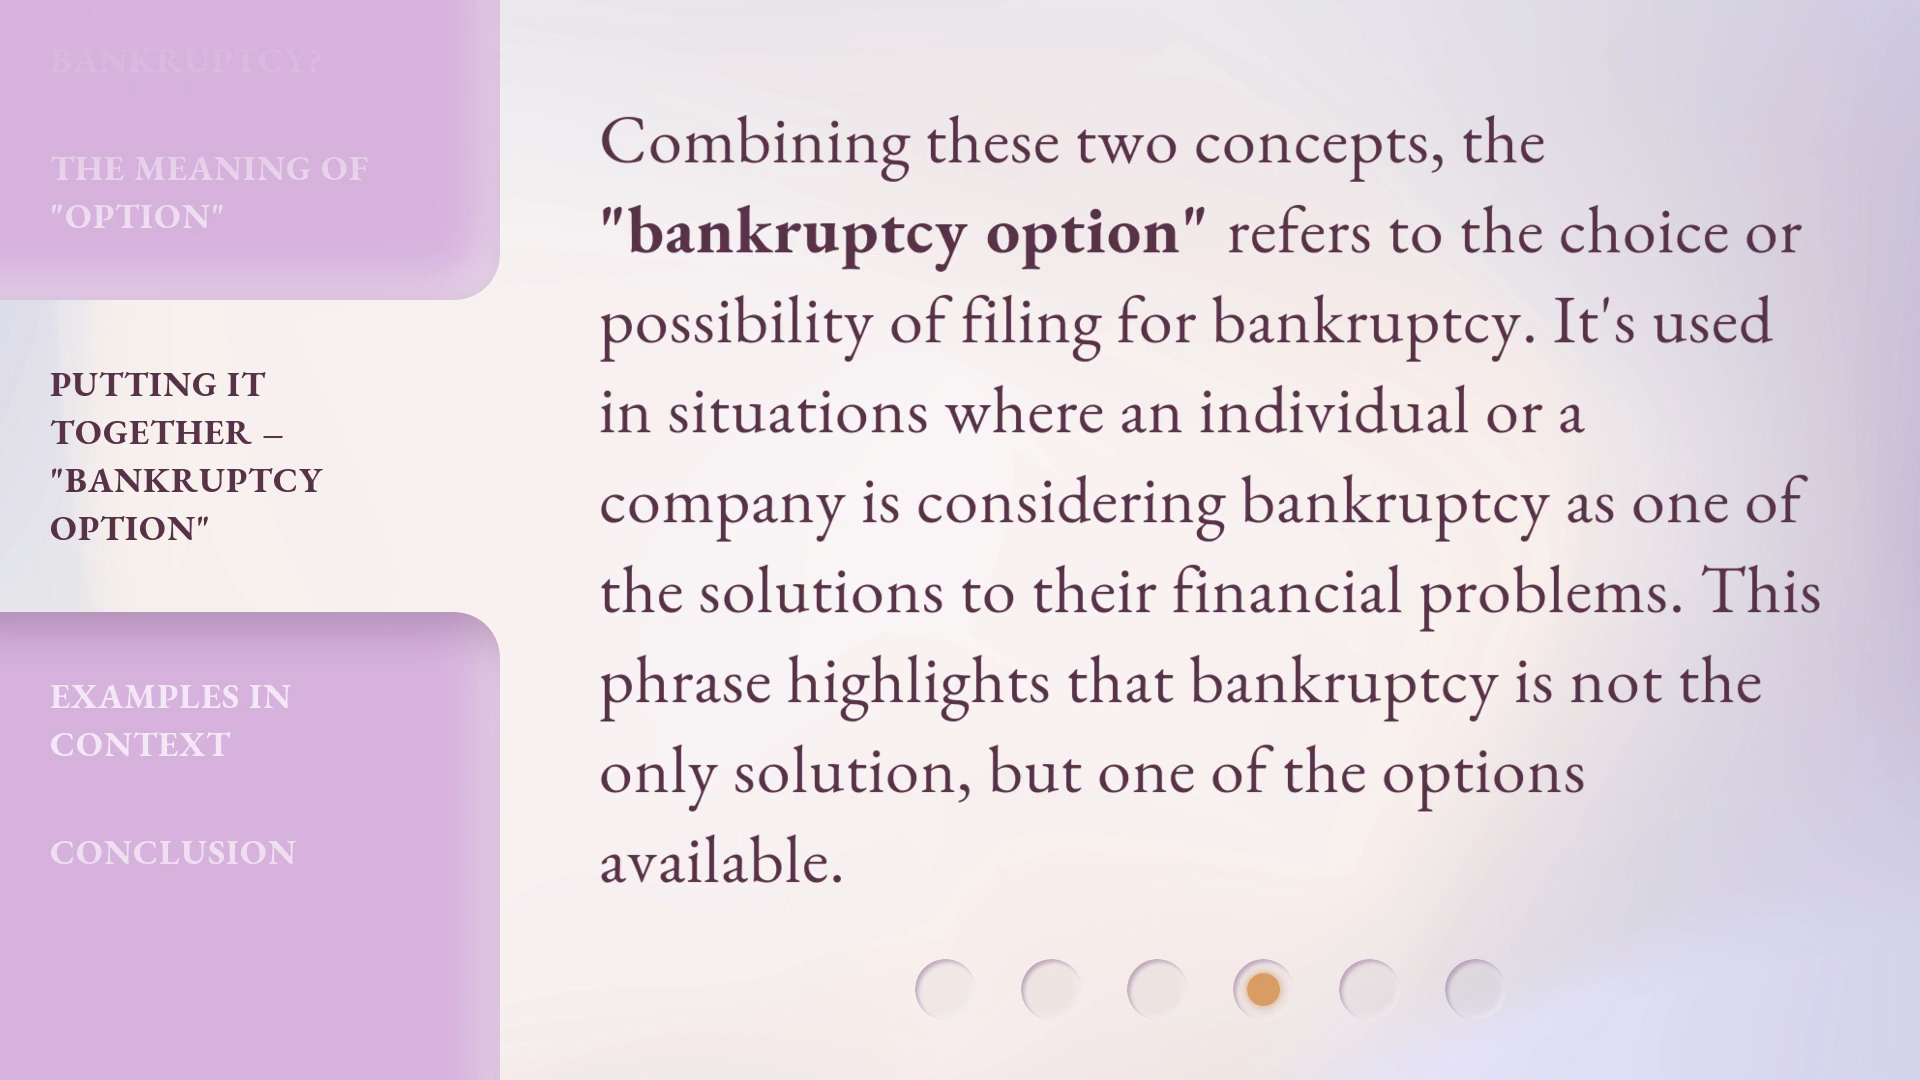 BANKRUPTCY?
THE MEANING OF
"OPTION"
PUTTING IT
TOGETHER –
"BANKRUPTCY
OPTION"
EXAMPLES IN
CONTEXT
CONCLUSION
Combining these two concepts, the
"bankruptcy option" refers to the choice or
possibility of filing for bankruptcy. It's used
in situations where an individual or a
company is considering bankruptcy as one of
the solutions to their financial problems. This
phrase highlights that bankruptcy is not the
only solution, but one of the options
available.